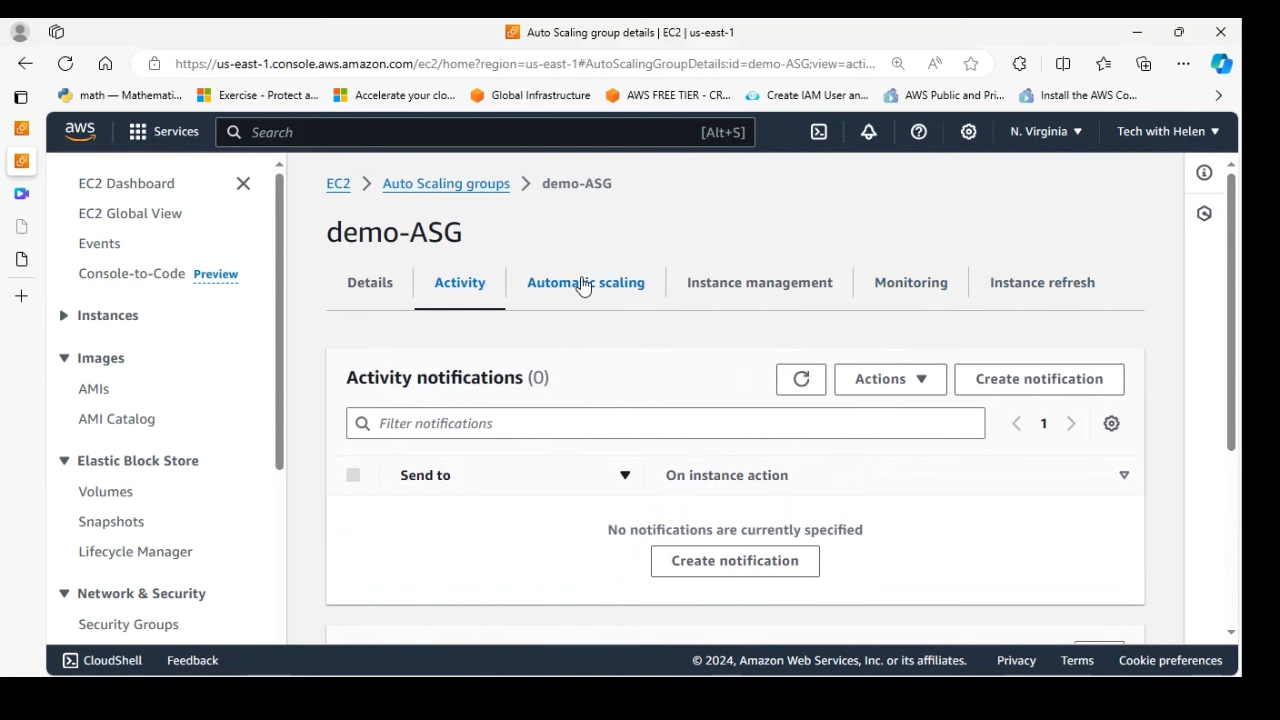 Auto Scaling group details | EC2 | us-east-1
https://us-east-1.console.aws.amazon.com/ec2/home?region=us-east-1#AutoScalingGroupDetails:id=demo-ASG;view=acti...
math — Mathemati... Exercise - Protect a... Accelerate your clo... Global Infrastructure AWS FREE TIER - CR... Create IAM User an... AWS Public and Pri... Install the AWS Co...
aws Services Search [Alt+S] N. Virginia Tech with Helen
EC2 Dashboard
EC2 Global View
Events
Console-to-Code Preview
Instances
Images
AMIs
AMI Catalog
Elastic Block Store
Volumes
Snapshots
Lifecycle Manager
Network & Security
Security Groups
EC2 > Auto Scaling groups > demo-ASG
demo-ASG
Details Activity Automatic scaling Instance management Monitoring Instance refresh
Activity notifications (0) Actions Create notification
Filter notifications 1
Send to On instance action
No notifications are currently specified
Create notification
CloudShell Feedback © 2024, Amazon Web Services, Inc. or its affiliates. Privacy Terms Cookie preferences